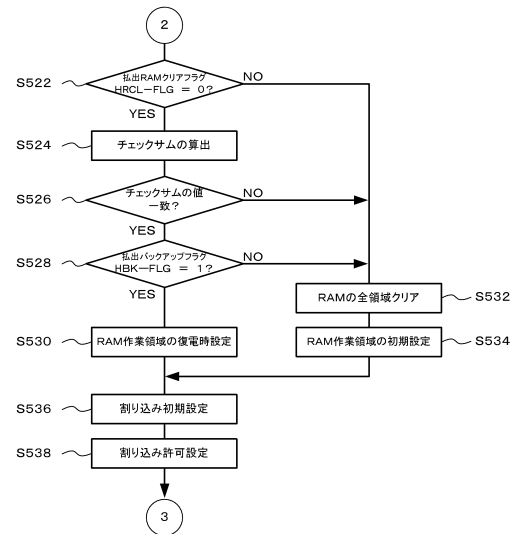 2
S522
払出RAMクリアフラグ
HRCL－FLG ＝ 0?
NO
YES
S524
チェックサムの算出
S526
チェックサムの値
一致?
NO
YES
S528
払出バックアップフラグ
HBK－FLG ＝ 1?
NO
YES
RAMの全領域クリア
S532
S530
RAM作業領域の復電時設定
RAM作業領域の初期設定
S534
S536
割り込み初期設定
S538
割り込み許可設定
3